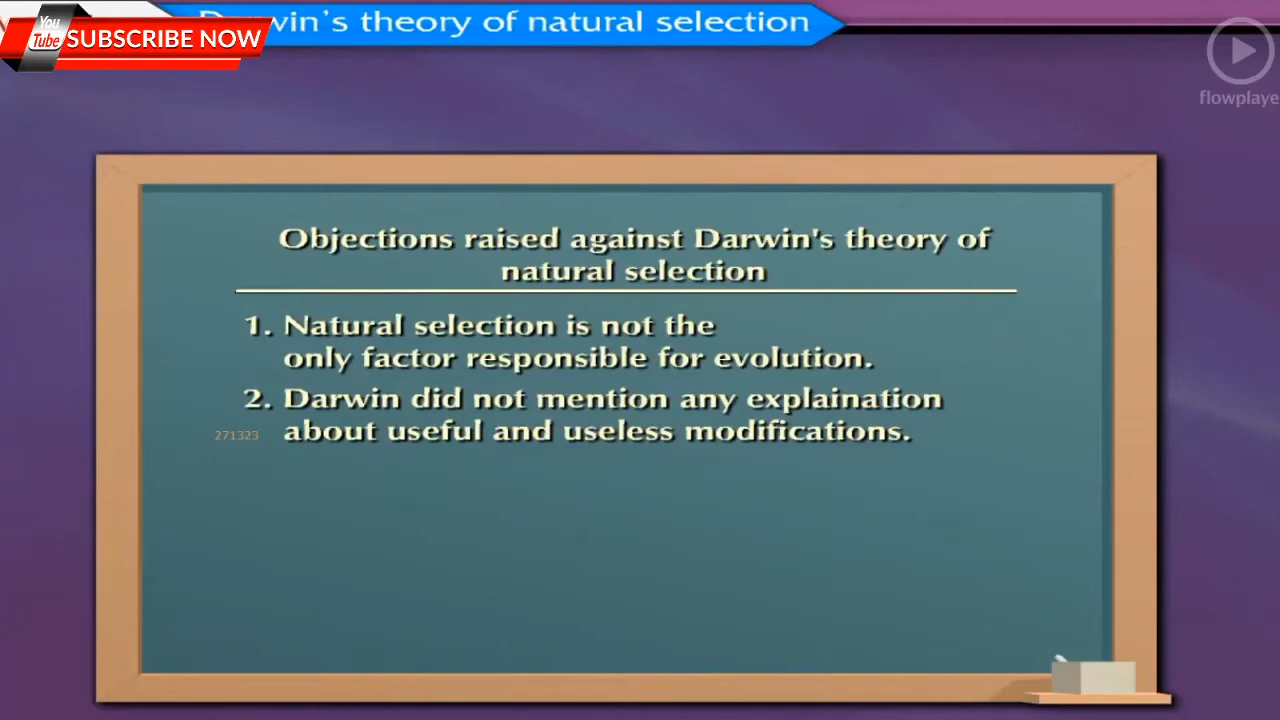 win's theory of natural selection
You
Tube SUBSCRIBE NOW
flowplaye
Objections raised against Darwin's theory of
natural selection
1. Natural selection is not the
only factor responsible for evolution.
2. Darwin did not mention any explaination
271323 about useful and useless modifications.